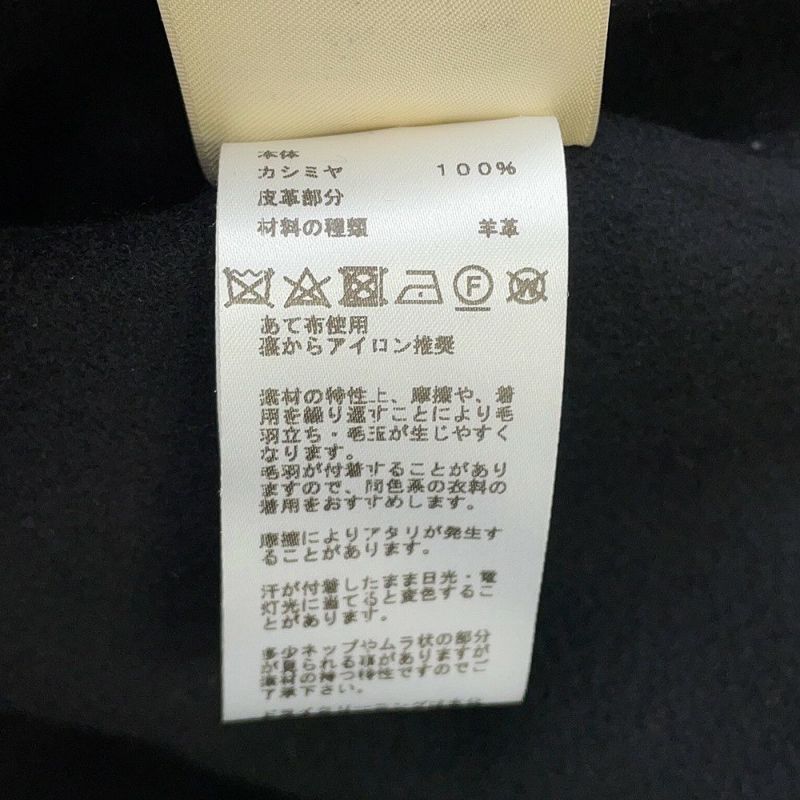 本体
カシミヤ 100%
皮革部分
材料の種類 羊革
F
W
あて布使用
裏からアイロン推奨
素材の特性上、摩擦や、着
用を繰り返すことにより毛
羽立ち・毛玉が生じやすく
なります。
毛羽が付着することがあり
ますので、同色系の衣料の
着用をおすすめします。
摩擦によりアタリが発生す
ることがあります。
汗が付着したまま日光・電
灯光に当てると変色するこ
とがあります。
多少ネップやムラ状の部分
が見られる事がありますが
素材の持つ特性ですのでご
了承下さい。